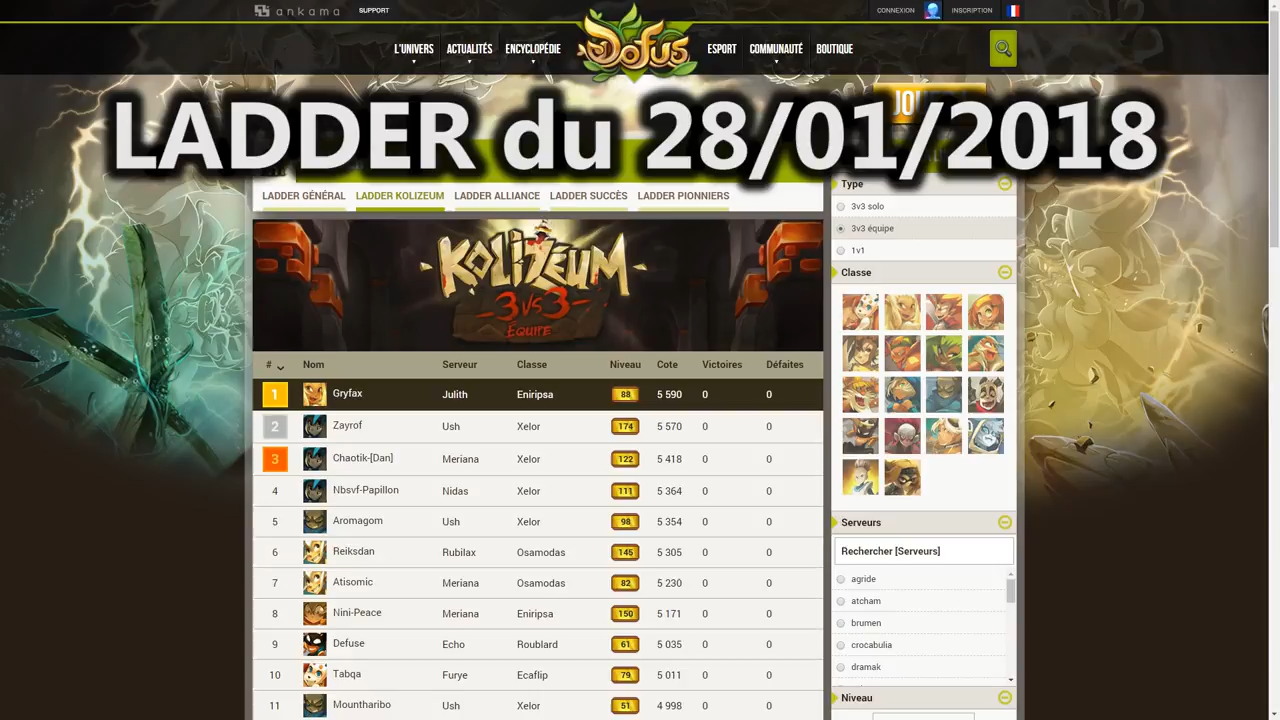 ankama SUPPORT CONNEXION INSCRIPTION
L'UNIVERS ACTUALITÉS ENCYCLOPÉDIE DOFUS ESPORT COMMUNAUTÉ BOUTIQUE
LADDER du 28/01/2018
LADDER GÉNÉRAL LADDER KOLIZEUM LADDER ALLIANCE LADDER SUCCÈS LADDER PIONNIERS
KOLIZEUM
3 VS 3
ÉQUIPE
# Nom Serveur Classe Niveau Cote Victoires Défaites
1 Gryfax Julith Eniripsa 88 5 590 0 0
2 Zayrof Ush Xelor 174 5 570 0 0
3 Chaotik-[Dan] Meriana Xelor 122 5 418 0 0
4 Nbsvf-Papillon Nidas Xelor 111 5 364 0 0
5 Aromagom Ush Xelor 98 5 354 0 0
6 Reiksdan Rubilax Osamodas 145 5 305 0 0
7 Atisomic Meriana Osamodas 82 5 230 0 0
8 Nini-Peace Meriana Eniripsa 150 5 171 0 0
9 Defuse Echo Roublard 61 5 035 0 0
10 Tabqa Furye Ecaflip 79 5 011 0 0
11 Mountharibo Ush Xelor 51 4 998 0 0
Type
3v3 solo
3v3 équipe
1v1
Classe
Serveurs
Rechercher [Serveurs]
agride
atcham
brumen
crocabulia
dramak
Niveau